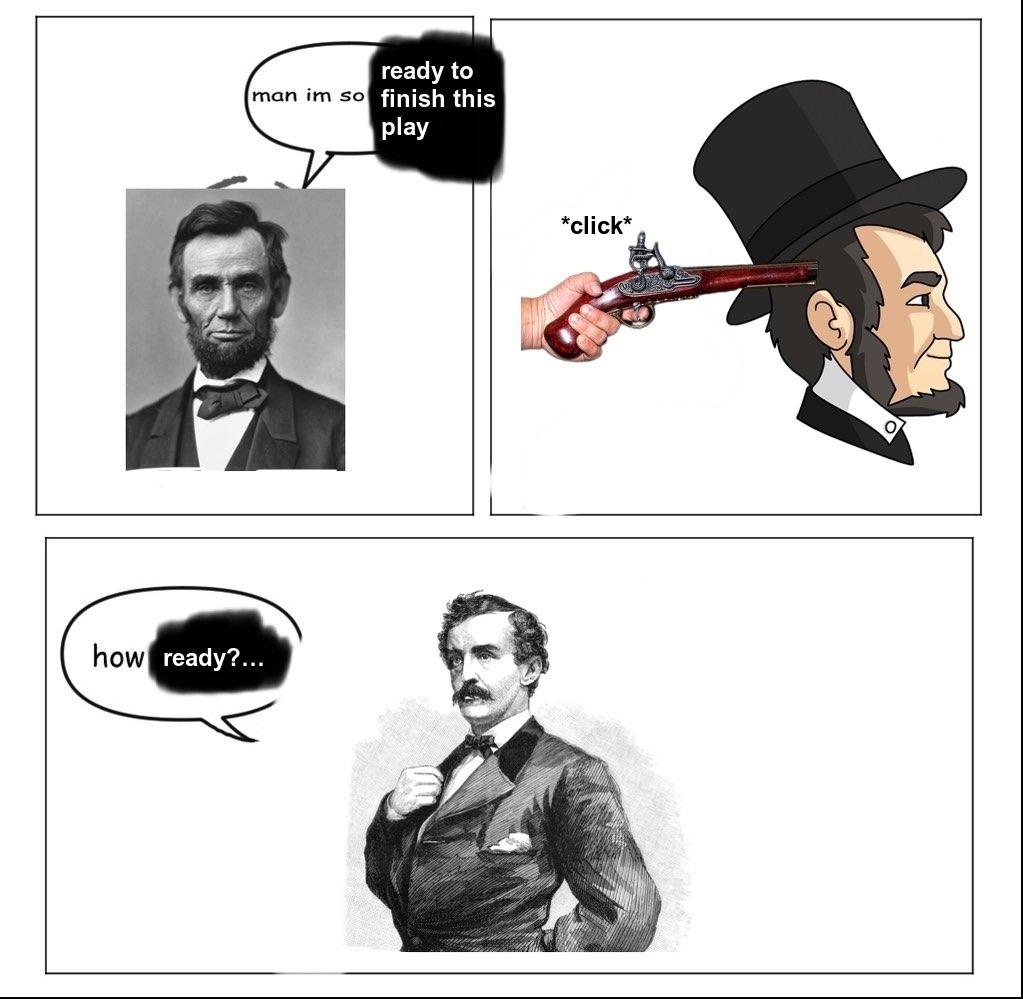 man im so ready to
finish this
play
*click*
how ready?...